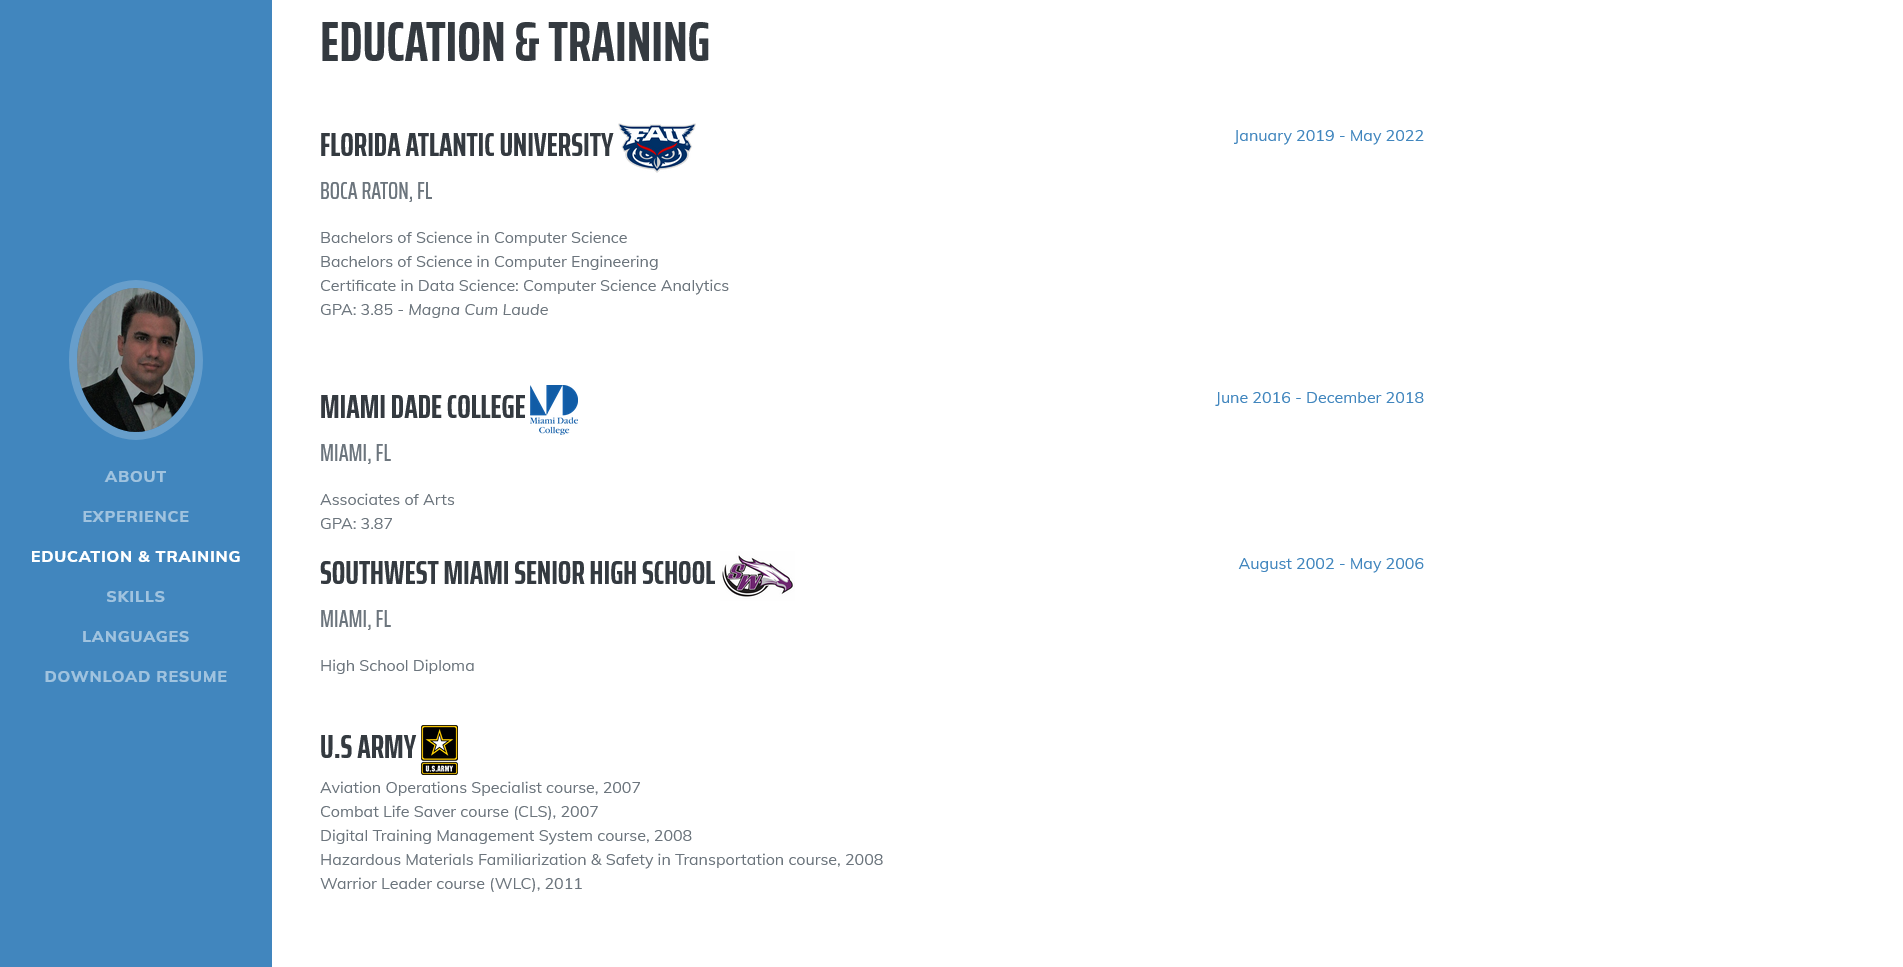 ABOUT
EXPERIENCE
EDUCATION & TRAINING
SKILLS
LANGUAGES
DOWNLOAD RESUME
EDUCATION & TRAINING
FLORIDA ATLANTIC UNIVERSITY FAU
January 2019 - May 2022
BOCA RATON, FL
Bachelors of Science in Computer Science
Bachelors of Science in Computer Engineering
Certificate in Data Science: Computer Science Analytics
GPA: 3.85 - Magna Cum Laude
MIAMI DADE COLLEGE
Miami Dade
College
June 2016 - December 2018
MIAMI, FL
Associates of Arts
GPA: 3.87
SOUTHWEST MIAMI SENIOR HIGH SCHOOL
August 2002 - May 2006
MIAMI, FL
High School Diploma
U.S ARMY
U.S.ARMY
Aviation Operations Specialist course, 2007
Combat Life Saver course (CLS), 2007
Digital Training Management System course, 2008
Hazardous Materials Familiarization & Safety in Transportation course, 2008
Warrior Leader course (WLC), 2011